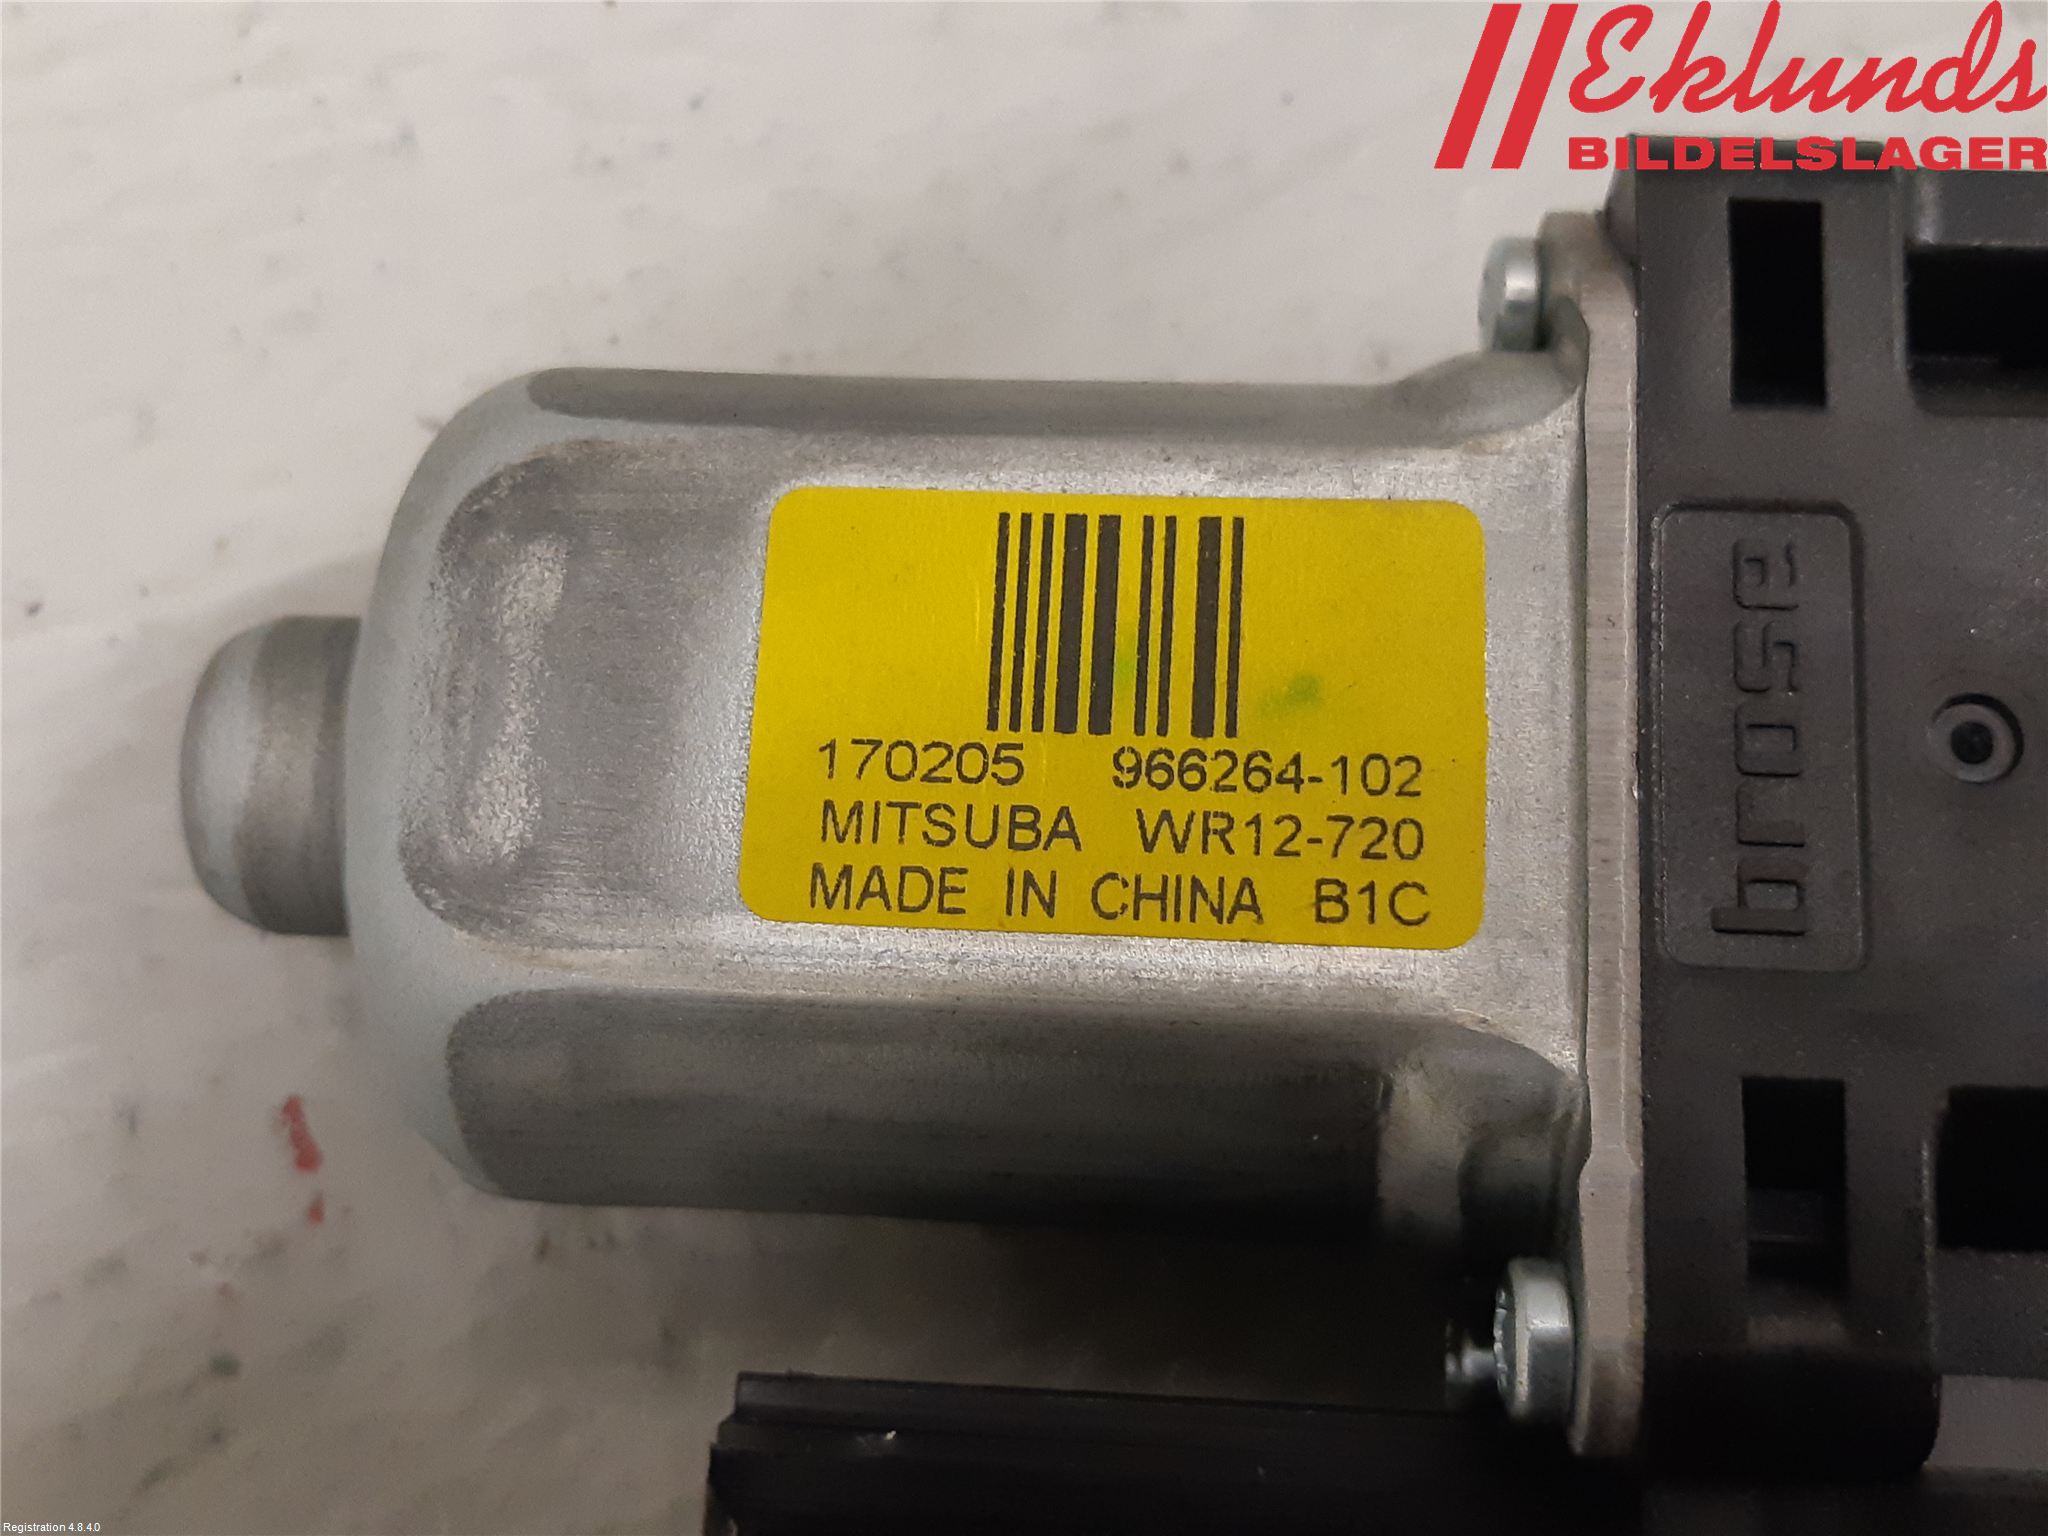 Eklunds
BILDELSLAGER
170205 966264-102
MITSUBA WR12-720
MADE IN CHINA B1C
brose
Registration 4.8.4.0